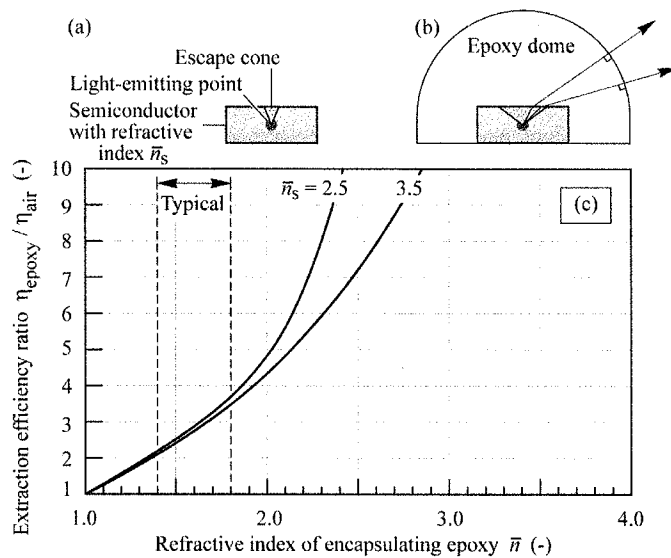 (a)
Escape cone
Light-emitting point
Semiconductor
with refractive
index n̄s
(b)
Epoxy dome
Extraction efficiency ratio ηepoxy / ηair (-)
10
9
8
7
6
5
4
3
2
1
Typical
n̄s = 2.5
3.5
(c)
1.0
2.0
3.0
4.0
Refractive index of encapsulating epoxy n̄ (-)